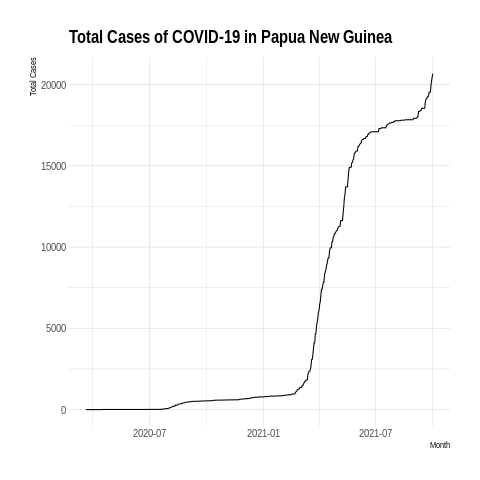 Total Cases of COVID-19 in Papua New Guinea
Total Cases
20000
15000
10000
5000
0
2020-07 2021-01 2021-07
Month